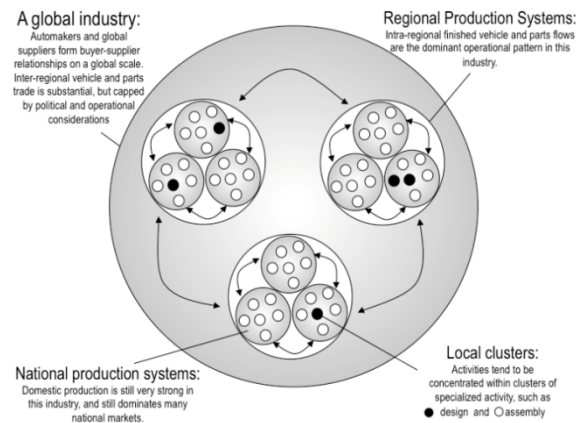 A global industry:
Automakers and global
suppliers form buyer-supplier
relationships on a global scale.
Inter-regional vehicle and parts
trade is substantial, but capped
by political and operational
considerations
Regional Production Systems:
Intra-regional finished vehicle and parts flows
are the dominant operational pattern in this
industry.
National production systems:
Domestic production is still very strong in
this industry, and still dominates many
national markets.
Local clusters:
Activities tend to be
concentrated within clusters of
specialized activity, such as
design and assembly